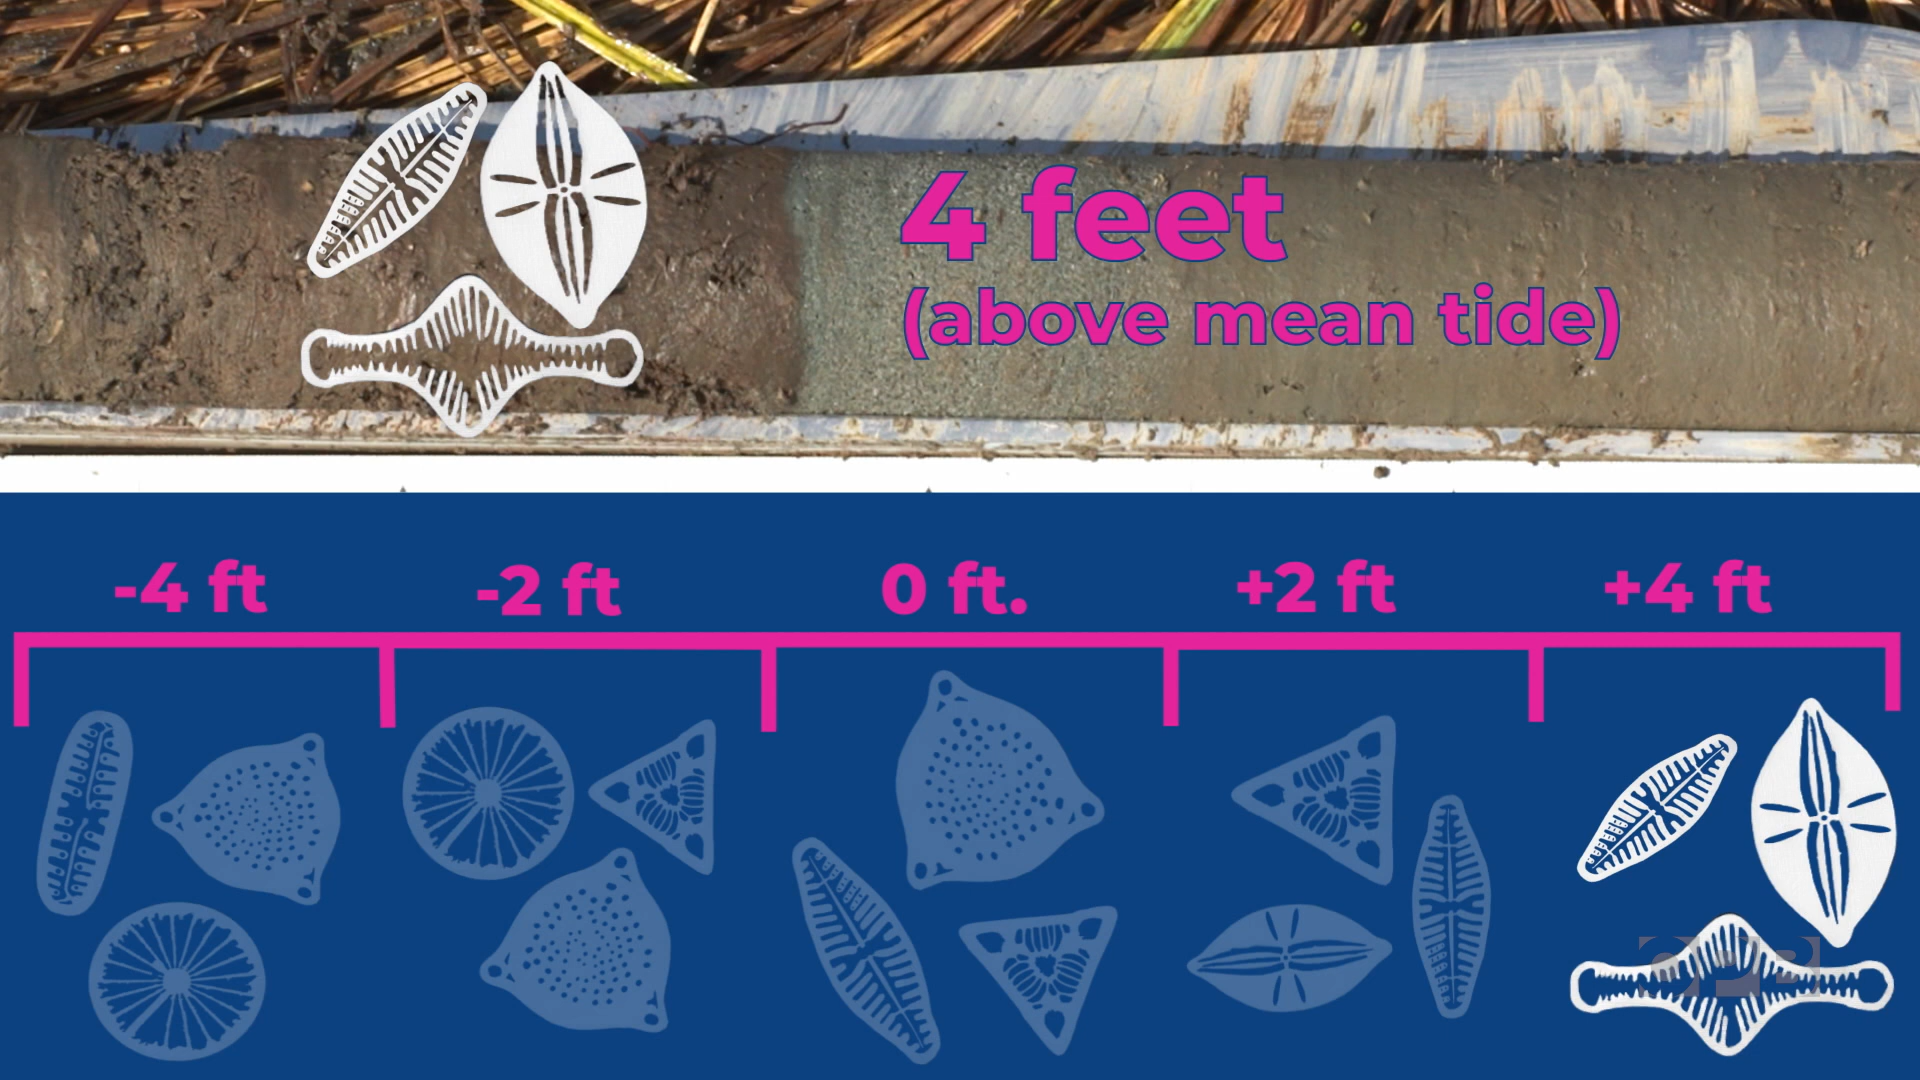 4 feet
(above mean tide)
-4 ft -2 ft 0 ft. +2 ft +4 ft